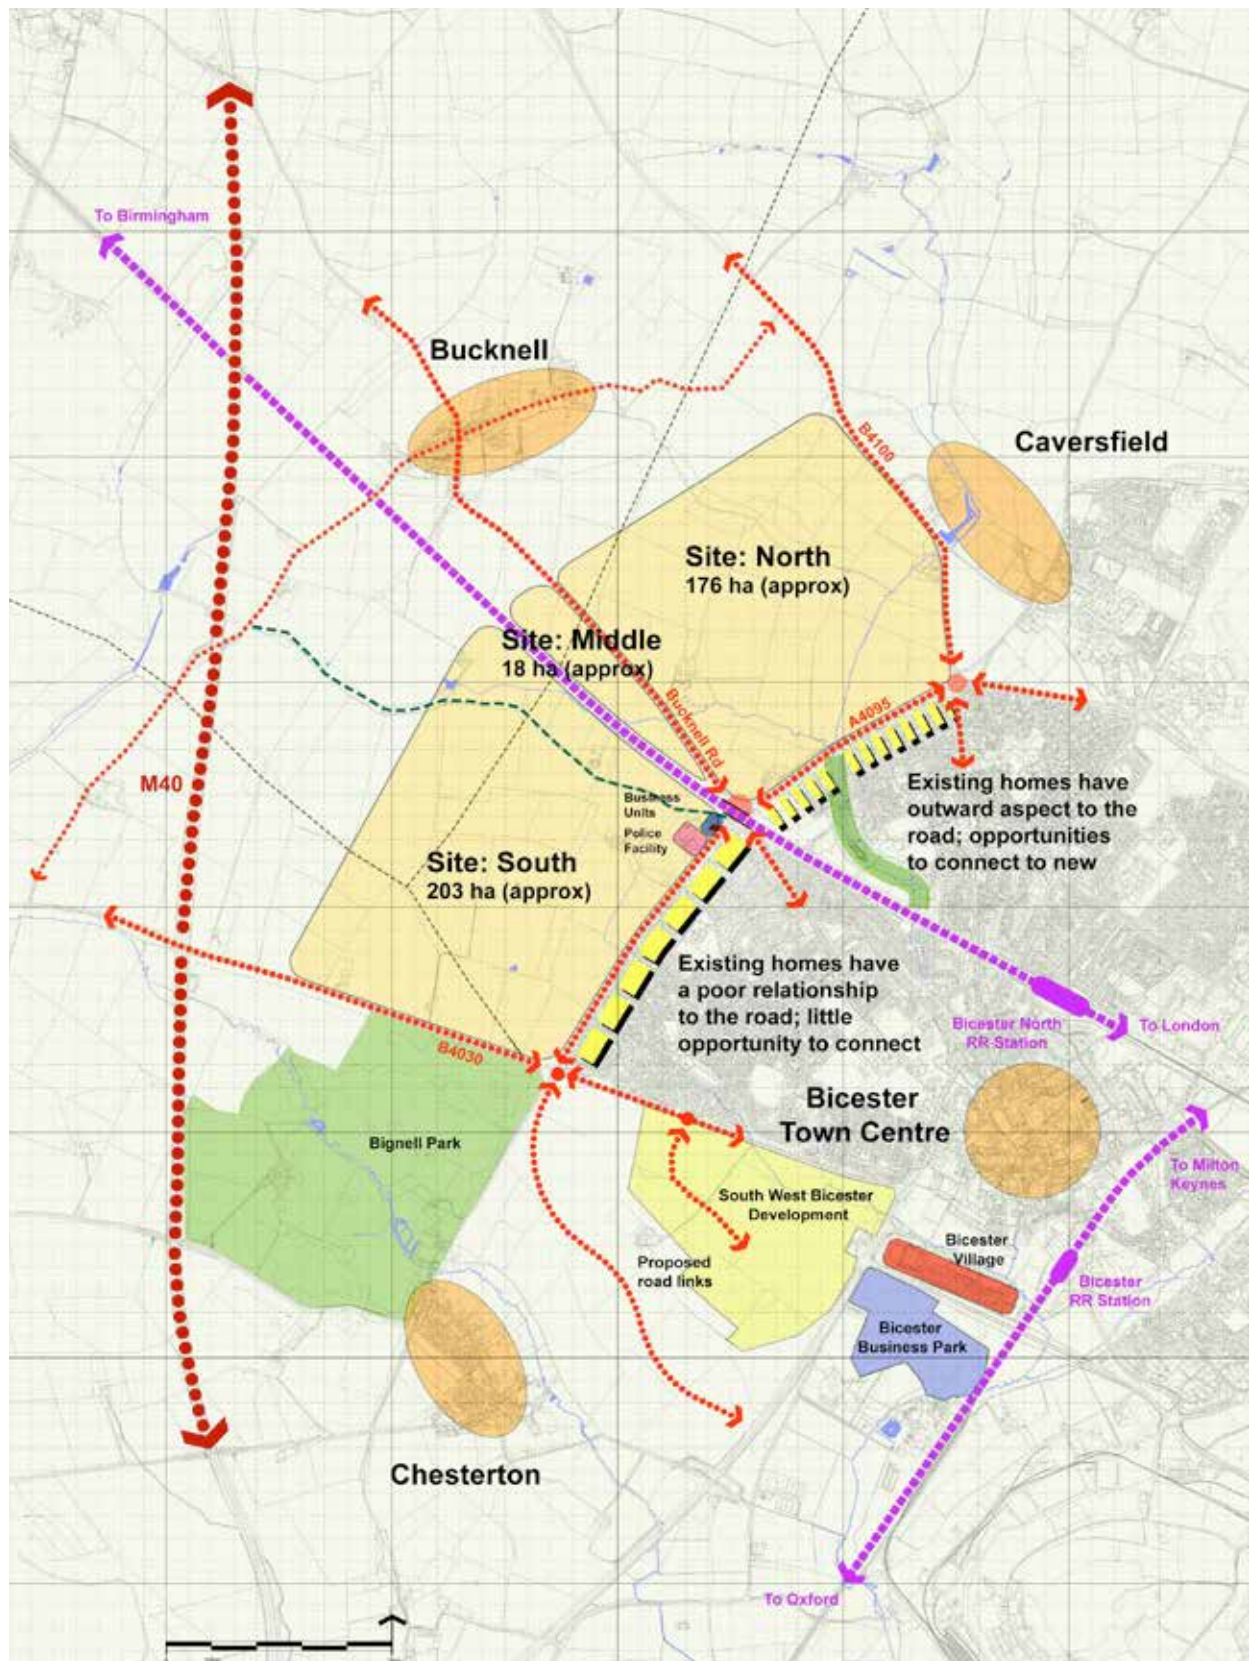 To Birmingham
Bucknell
Caversfield
B4100
Site: North
176 ha (approx)
Site: Middle
18 ha (approx)
Bucknell Rd
A4095
M40
Existing homes have
outward aspect to the
road; opportunities
to connect to new
Business
Units
Police
Facility
Site: South
203 ha (approx)
Existing homes have
a poor relationship
to the road; little
opportunity to connect
Bicester North
RR Station
To London
B4030
Bicester
Town Centre
Bignell Park
To Milton
Keynes
South West Bicester
Development
Bicester
Village
Proposed
road links
Bicester
RR Station
Bicester
Business Park
Chesterton
To Oxford